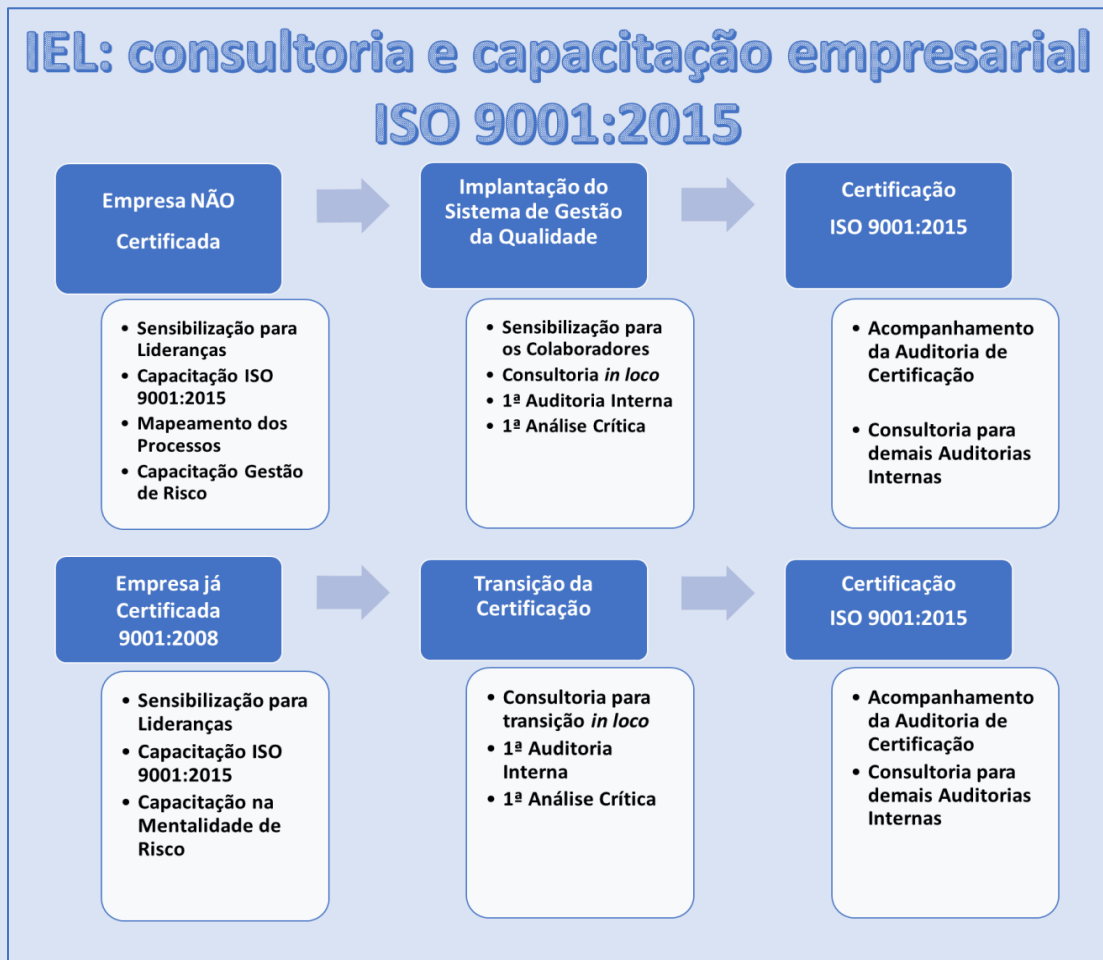 IEL: consultoria e capacitação empresarial
ISO 9001:2015
Empresa NÃO
Certificada
Implantação do
Sistema de Gestão
da Qualidade
Certificação
ISO 9001:2015
• Sensibilização para
Lideranças
• Capacitação ISO
9001:2015
• Mapeamento dos
Processos
• Capacitação Gestão
de Risco
• Sensibilização para
os Colaboradores
• Consultoria in loco
• 1ª Auditoria Interna
• 1ª Análise Crítica
• Acompanhamento
da Auditoria de
Certificação
• Consultoria para
demais Auditorias
Internas
Empresa já
Certificada
9001:2008
Transição da
Certificação
Certificação
ISO 9001:2015
• Sensibilização para
Lideranças
• Capacitação ISO
9001:2015
• Capacitação na
Mentalidade de
Risco
• Consultoria para
transição in loco
• 1ª Auditoria
Interna
• 1ª Análise Crítica
• Acompanhamento
da Auditoria de
Certificação
• Consultoria para
demais Auditorias
Internas